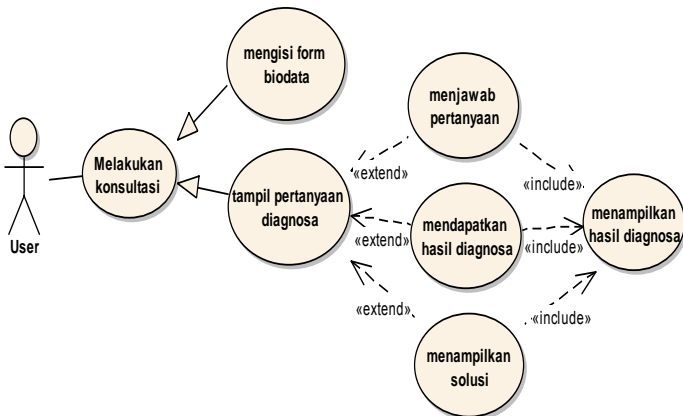 mengisi form
biodata
menjawab
pertanyaan
Melakukan
konsultasi
«extend»
«include»
tampil pertanyaan
diagnosa
mendapatkan
hasil diagnosa
menampilkan
hasil diagnosa
User
«extend»
«include»
«extend»
«include»
menampilkan
solusi